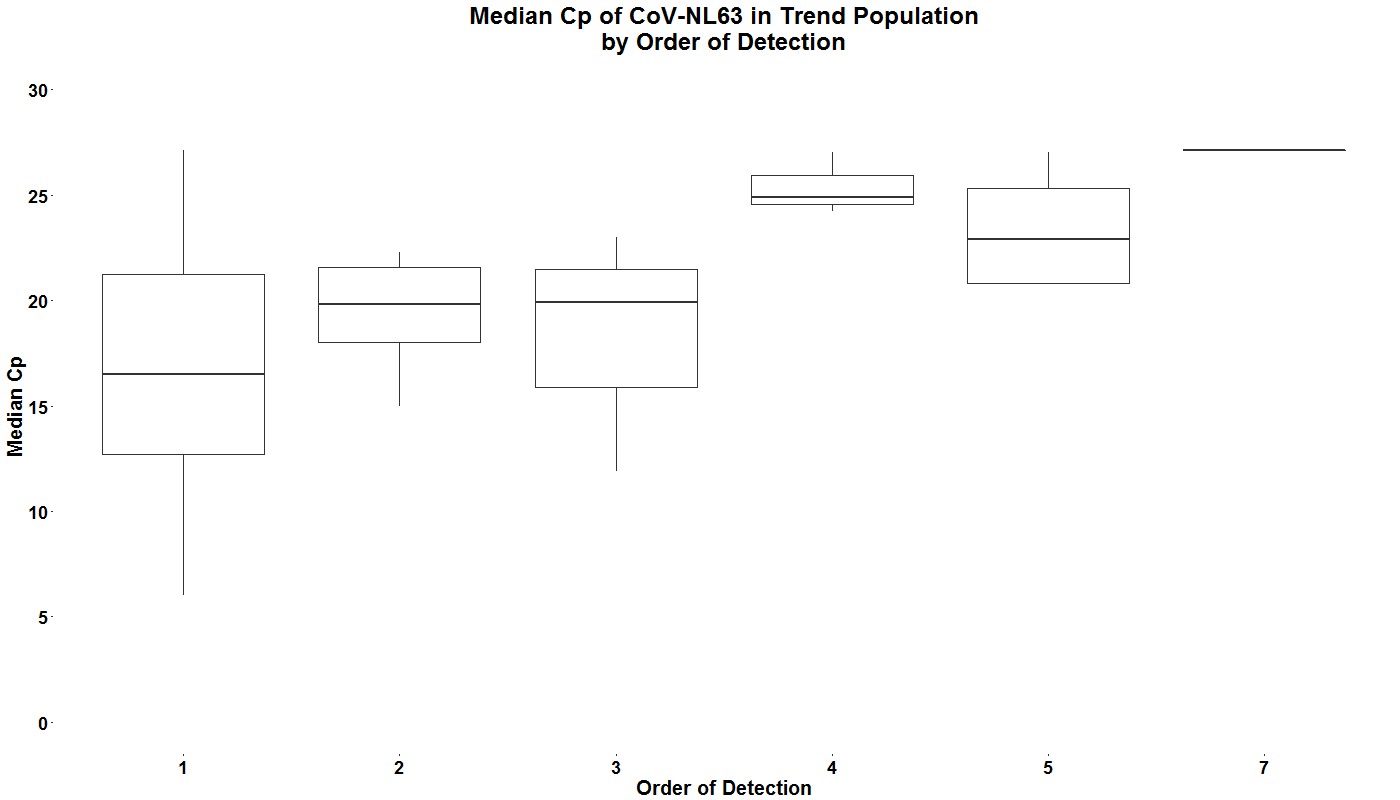 Median Cp of CoV-NL63 in Trend Population
by Order of Detection
30
25
20
15
10
5
0
Median Cp
1 2 3 4 5 7
Order of Detection